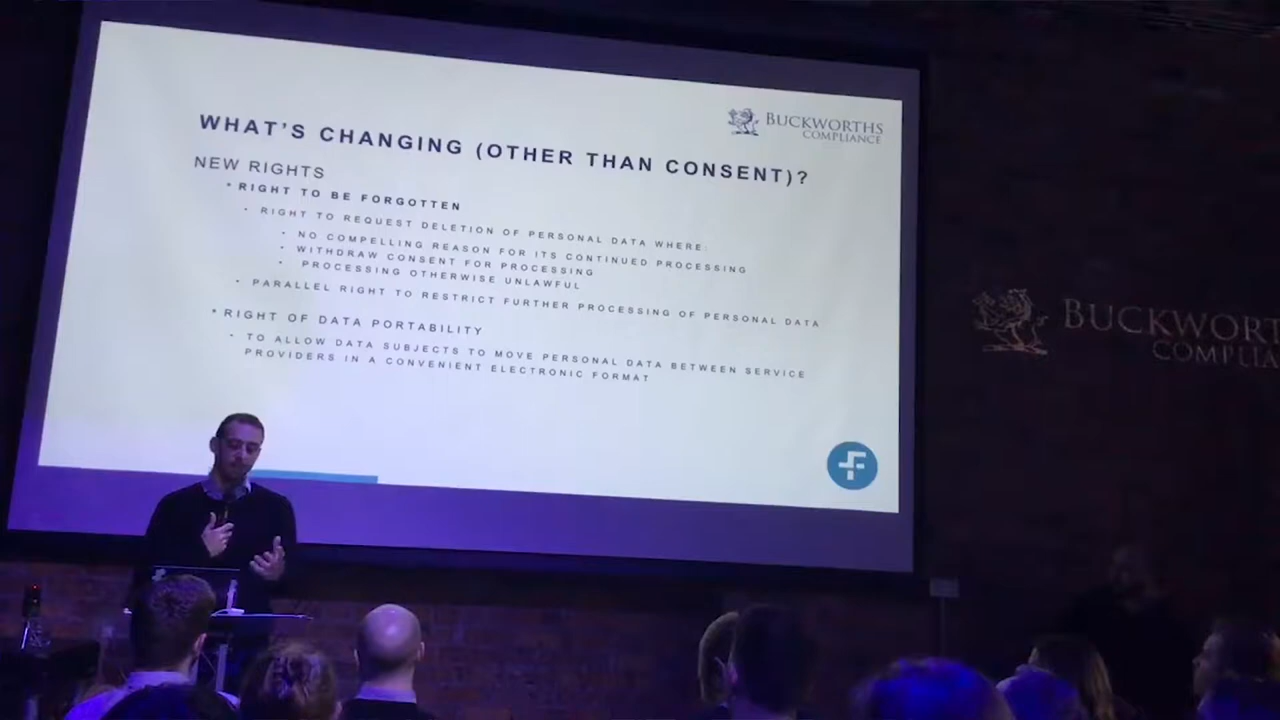 BUCKWORTHS
COMPLIANCE
WHAT'S CHANGING (OTHER THAN CONSENT)?
NEW RIGHTS
• RIGHT TO BE FORGOTTEN
• RIGHT TO REQUEST DELETION OF PERSONAL DATA WHERE:
• NO COMPELLING REASON FOR ITS CONTINUED PROCESSING
• WITHDRAW CONSENT FOR PROCESSING
• PROCESSING OTHERWISE UNLAWFUL
• PARALLEL RIGHT TO RESTRICT FURTHER PROCESSING OF PERSONAL DATA
• RIGHT OF DATA PORTABILITY
• TO ALLOW DATA SUBJECTS TO MOVE PERSONAL DATA BETWEEN SERVICE
PROVIDERS IN A CONVENIENT ELECTRONIC FORMAT
BUCKWORT
COMPLIA